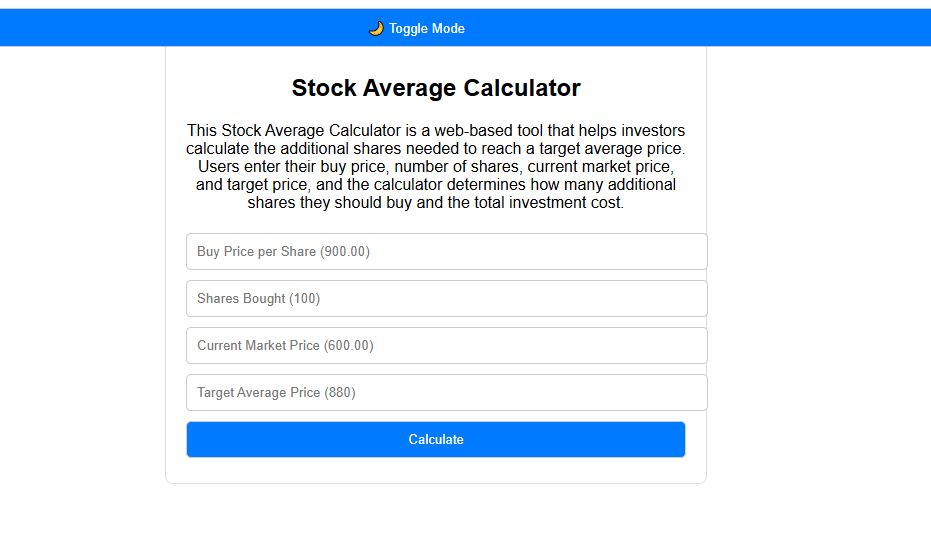 🌙 Toggle Mode
Stock Average Calculator
This Stock Average Calculator is a web-based tool that helps investors
calculate the additional shares needed to reach a target average price.
Users enter their buy price, number of shares, current market price,
and target price, and the calculator determines how many additional
shares they should buy and the total investment cost.
Buy Price per Share (900.00)
Shares Bought (100)
Current Market Price (600.00)
Target Average Price (880)
Calculate